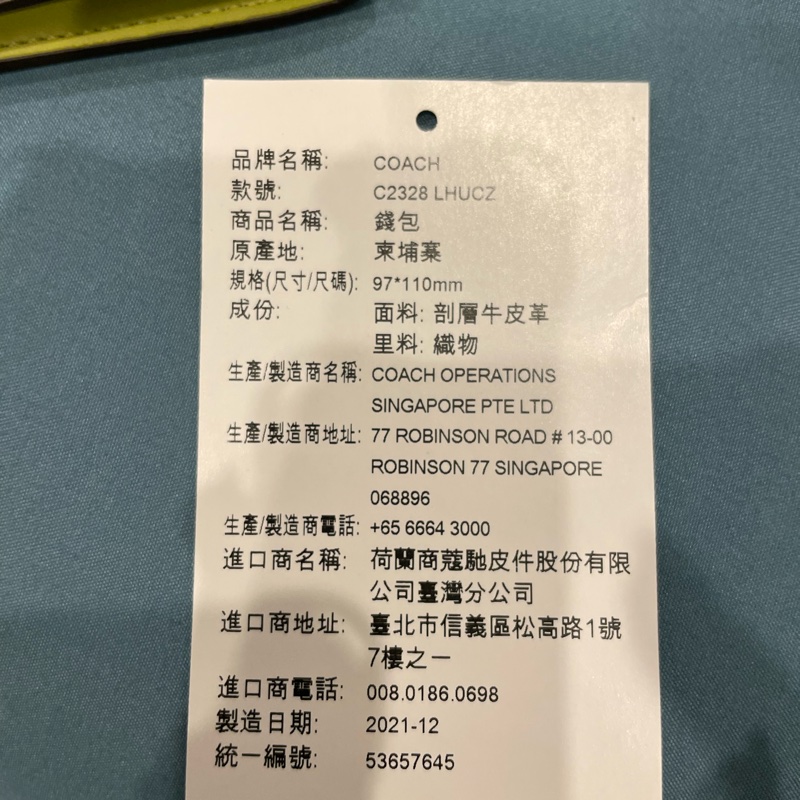 品牌名稱: COACH
款號: C2328 LHUCZ
商品名稱: 錢包
原產地: 柬埔寨
規格(尺寸/尺碼): 97*110mm
成份: 面料: 剖層牛皮革
里料: 織物
生產/製造商名稱: COACH OPERATIONS
SINGAPORE PTE LTD
生產/製造商地址: 77 ROBINSON ROAD # 13-00
ROBINSON 77 SINGAPORE
068896
生產/製造商電話: +65 6664 3000
進口商名稱: 荷蘭商蔻馳皮件股份有限
公司臺灣分公司
進口商地址: 臺北市信義區松高路1號
7樓之一
進口商電話: 008.0186.0698
製造日期: 2021-12
統一編號: 53657645